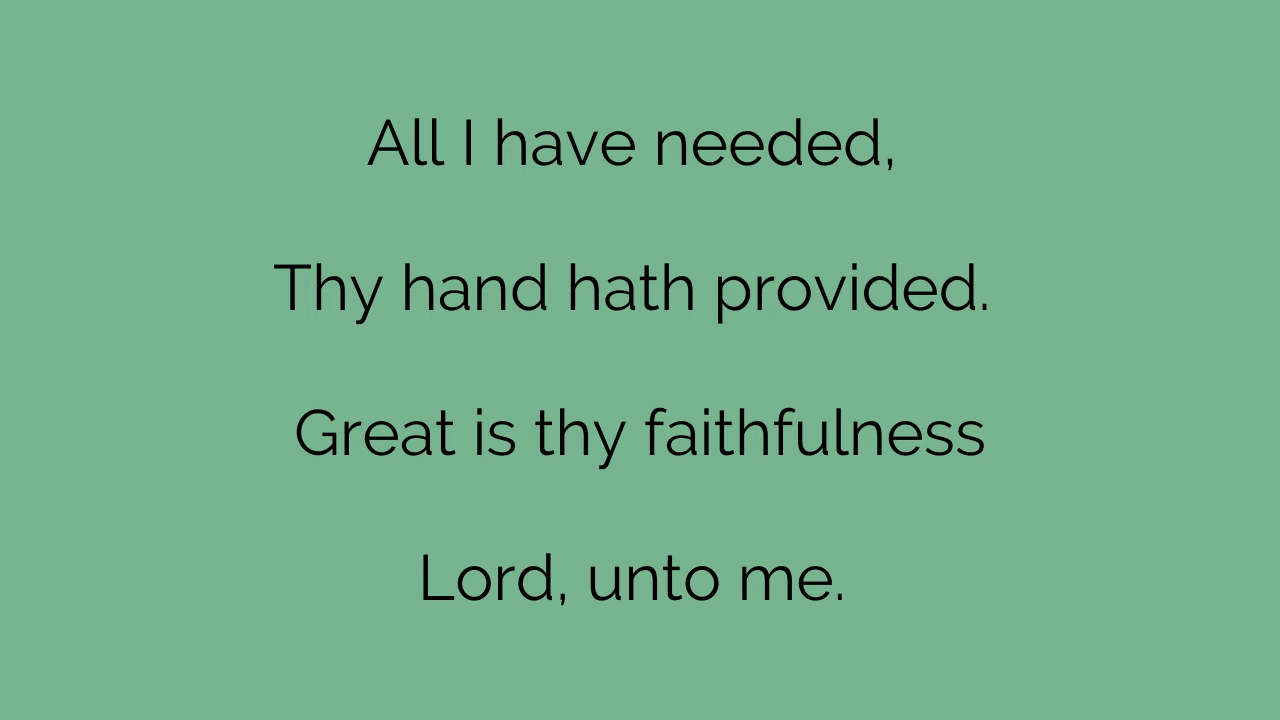 All I have needed,
Thy hand hath provided.
Great is thy faithfulness
Lord, unto me.